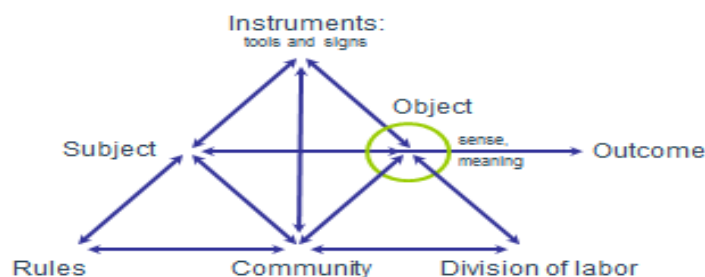 Instruments:
tools and signs
Object
Subject
sense,
meaning
Outcome
Rules
Community
Division of labor